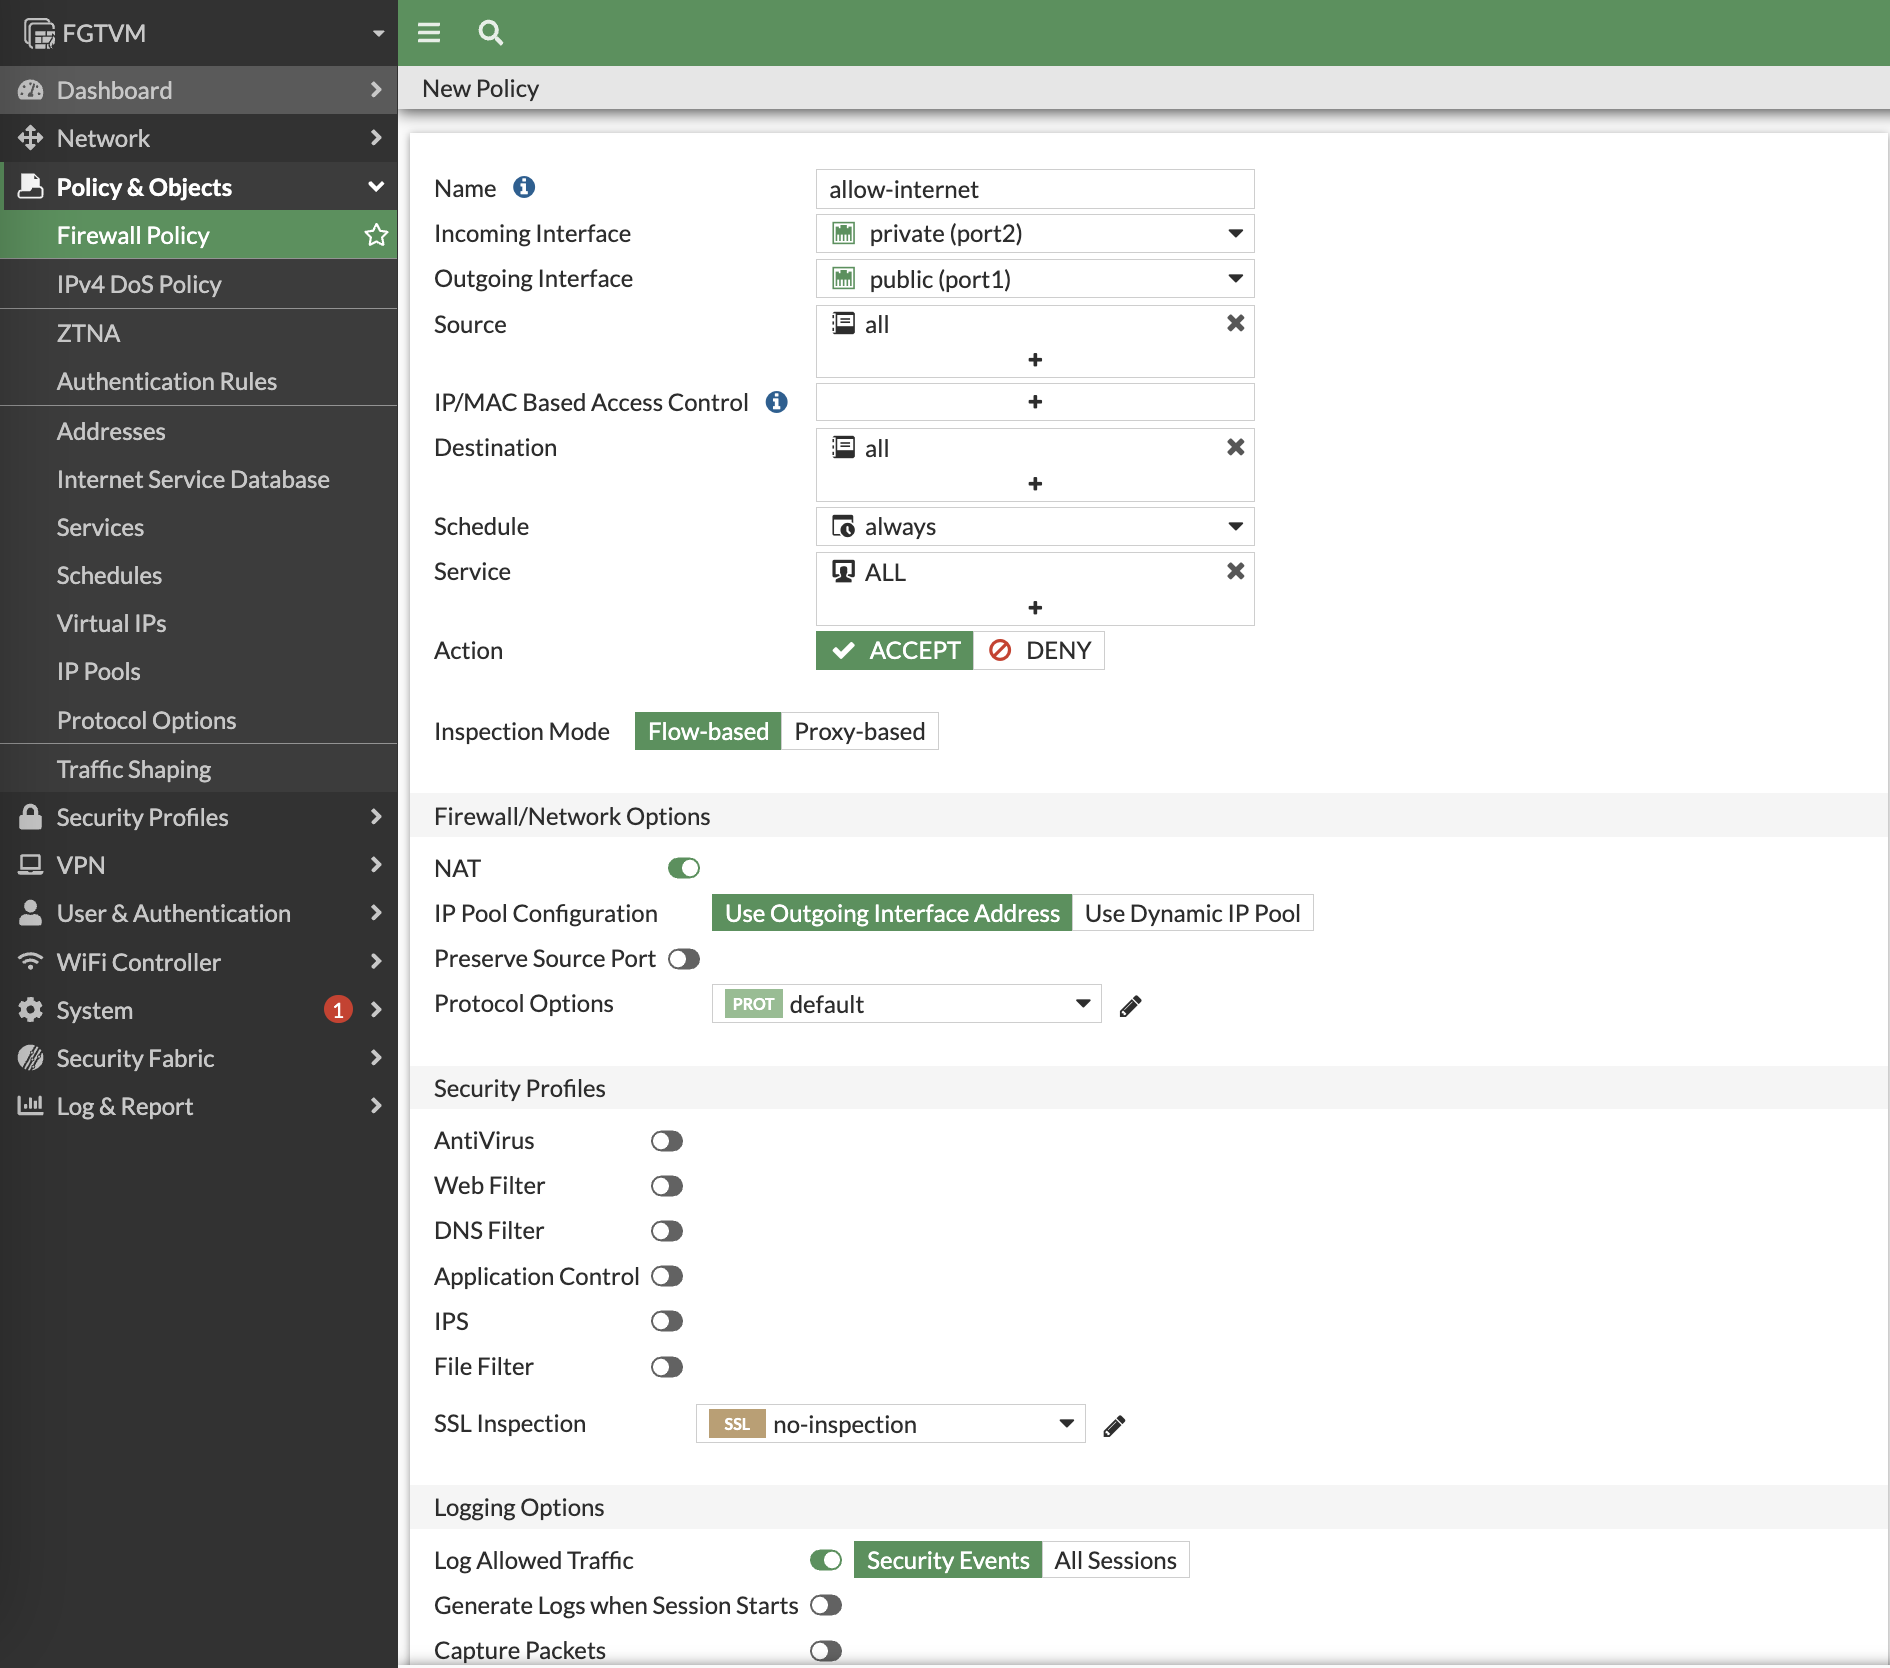 FGTVM
Dashboard
Network
Policy & Objects
Firewall Policy
IPv4 DoS Policy
ZTNA
Authentication Rules
Addresses
Internet Service Database
Services
Schedules
Virtual IPs
IP Pools
Protocol Options
Traffic Shaping
Security Profiles
VPN
User & Authentication
WiFi Controller
System 1
Security Fabric
Log & Report
New Policy
Name allow-internet
Incoming Interface private (port2)
Outgoing Interface public (port1)
Source all
IP/MAC Based Access Control
Destination all
Schedule always
Service ALL
Action ACCEPT DENY
Inspection Mode Flow-based Proxy-based
Firewall/Network Options
NAT
IP Pool Configuration Use Outgoing Interface Address Use Dynamic IP Pool
Preserve Source Port
Protocol Options PROT default
Security Profiles
AntiVirus
Web Filter
DNS Filter
Application Control
IPS
File Filter
SSL Inspection SSL no-inspection
Logging Options
Log Allowed Traffic Security Events All Sessions
Generate Logs when Session Starts
Capture Packets